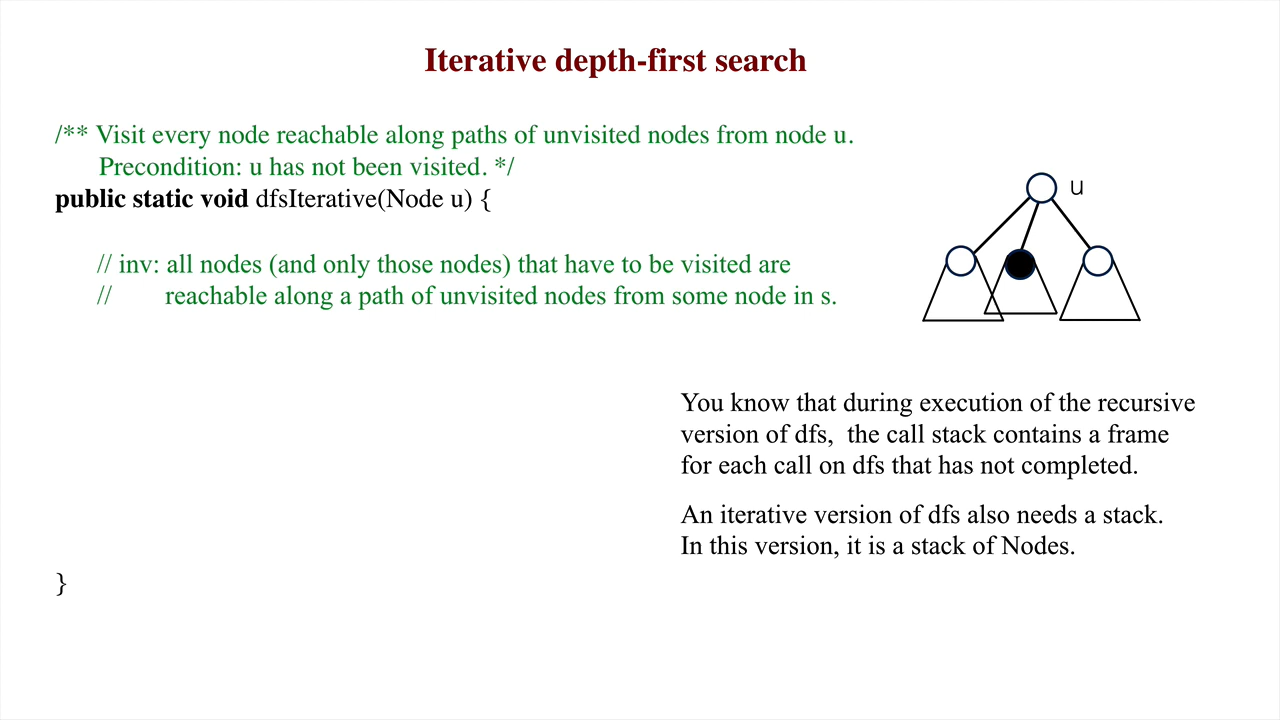 Iterative depth-first search
/** Visit every node reachable along paths of unvisited nodes from node u.
Precondition: u has not been visited. */
public static void dfsIterative(Node u) {
u
// inv: all nodes (and only those nodes) that have to be visited are
// reachable along a path of unvisited nodes from some node in s.
You know that during execution of the recursive
version of dfs, the call stack contains a frame
for each call on dfs that has not completed.
An iterative version of dfs also needs a stack.
In this version, it is a stack of Nodes.
}